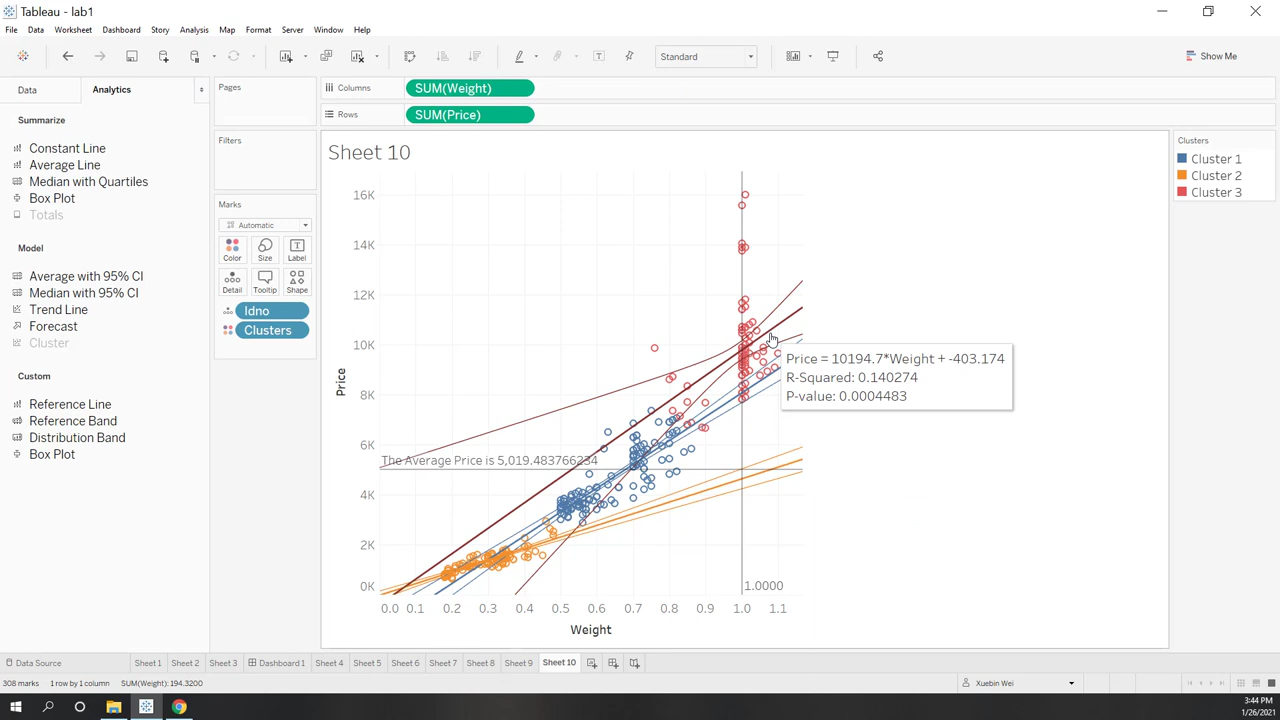 Tableau - lab1
File Data Worksheet Dashboard Story Analysis Map Format Server Window Help
Standard
Show Me
Data Analytics
Summarize
Constant Line
Average Line
Median with Quartiles
Box Plot
Totals
Model
Average with 95% CI
Median with 95% CI
Trend Line
Forecast
Cluster
Custom
Reference Line
Reference Band
Distribution Band
Box Plot
Pages
Filters
Marks
Automatic
Color Size Label
Detail Tooltip Shape
Idno
Clusters
Columns SUM(Weight)
Rows SUM(Price)
Sheet 10
16K
14K
12K
10K
8K
6K
4K
2K
0K
Price
The Average Price is 5,019.483766234
Price = 10194.7*Weight + -403.174
R-Squared: 0.140274
P-value: 0.0004483
1.0000
0.0 0.1 0.2 0.3 0.4 0.5 0.6 0.7 0.8 0.9 1.0 1.1
Weight
Clusters
Cluster 1
Cluster 2
Cluster 3
Data Source Sheet 1 Sheet 2 Sheet 3 Dashboard 1 Sheet 4 Sheet 5 Sheet 6 Sheet 7 Sheet 8 Sheet 9 Sheet 10
308 marks 1 row by 1 column SUM(Weight): 194.3200 Xuebin Wei
3:44 PM
1/26/2021